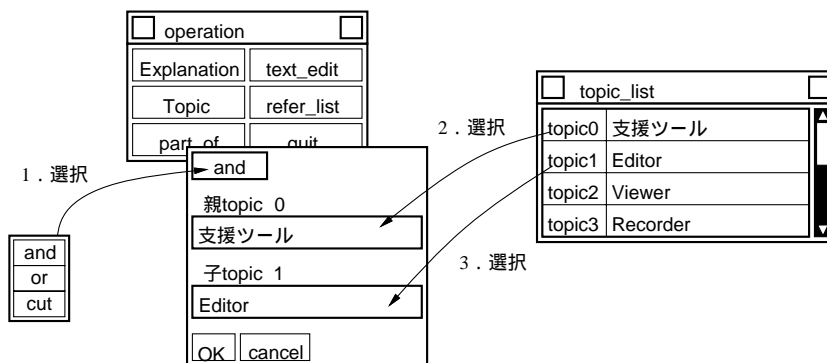 operation
Explanation text_edit
Topic refer_list
part_of quit
1．選択
and
or
cut
and
親topic 0
支援ツール
子topic 1
Editor
OK cancel
2．選択
3．選択
topic_list
topic0 支援ツール
topic1 Editor
topic2 Viewer
topic3 Recorder